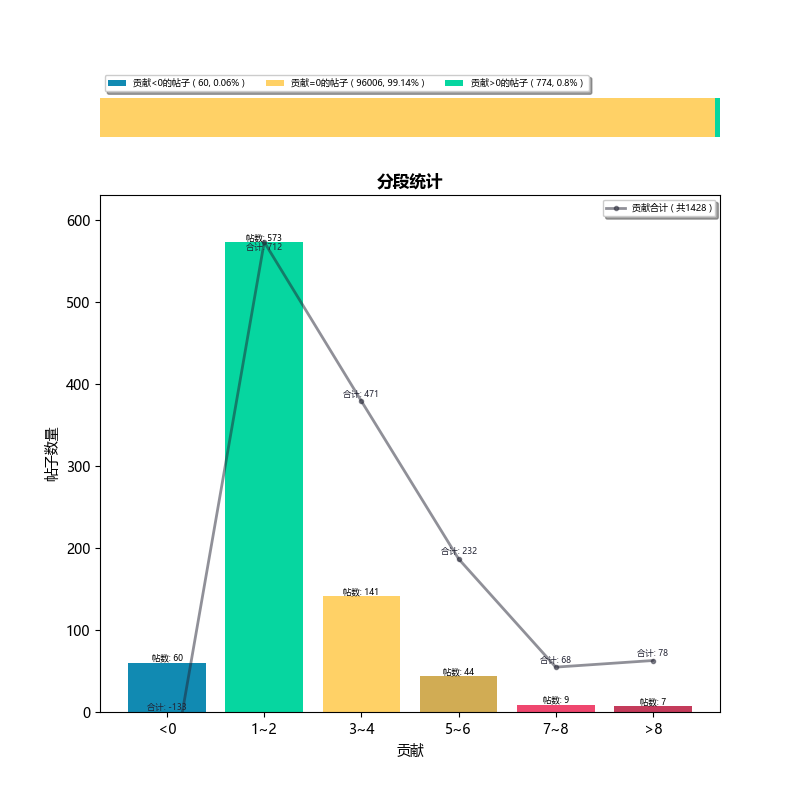 贡献<0的帖子 ( 60, 0.06% ) 贡献=0的帖子 ( 96006, 99.14% ) 贡献>0的帖子 ( 774, 0.8% )
分段统计
贡献合计 ( 共1428 )
600
500
400
300
200
100
0
帖子数量
帖数: 573
合计: 712
合计: 471
合计: 232
帖数: 141
帖数: 60
合计: 68
合计: 78
帖数: 44
帖数: 9
帖数: 7
合计: -133
<0 1~2 3~4 5~6 7~8 >8
贡献